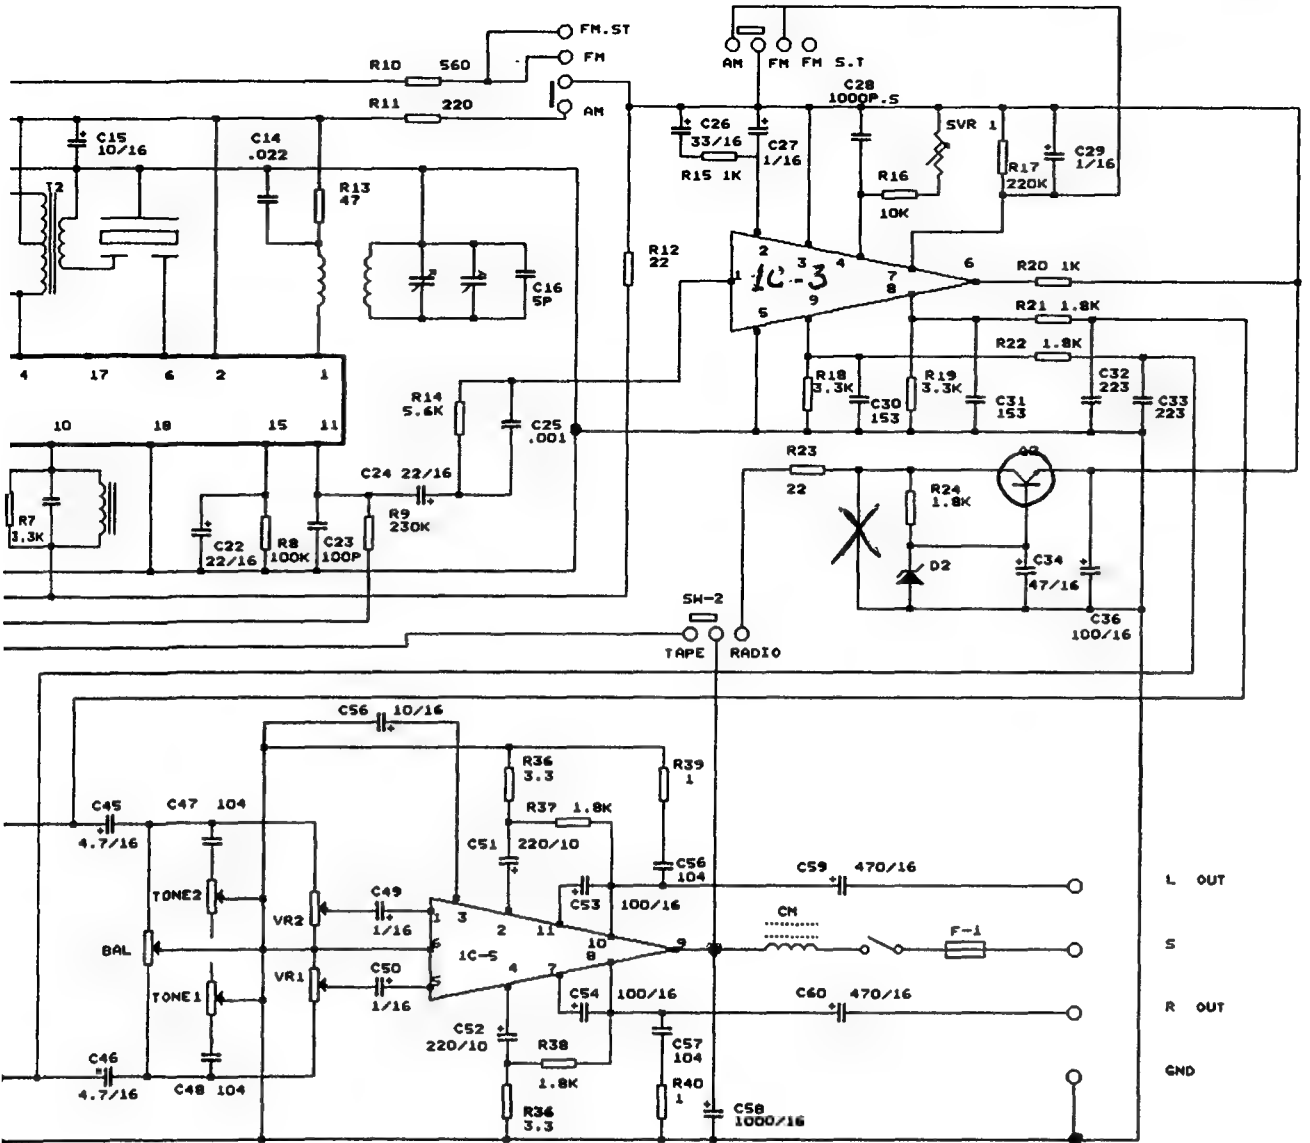 FM.ST
FM
R10 560
R11 220
AM
AM FM FM S.T
C28
1000P.S
C15
10/16
C14
.022
C26
33/16
C27
1/16
SVR 1
R17
220K
C29
1/16
R15 1K
R16
10K
T2
R13
47
R12
22
C16
5P
1 2 3 4 7 6
IC-3
5 9 8
R20 1K
R21 1.8K
R22 1.8K
4 17 6 2 1
R14
5.6K
C25
.001
R18
3.3K
C30
153
R19
3.3K
C31
153
C32
223
C33
223
10 18 15 11
C24 22/16
R23
22
R24
1.8K
D2
C34
47/16
C36
100/16
R7
3.3K
C22
22/16
R8
100K
C23
100P
R9
230K
SW-2
TAPE RADIO
C56 10/16
R36
3.3
R39
1
R37 1.8K
C45
4.7/16
C47 104
C51 220/10
C56
104
C59 470/16
L OUT
TONE2
VR2
C49
1/16
1 3 2 11
C53 100/16
10
CM
F-1
S
BAL
6
IC-5
9
8
TONE1
VR1
C50
1/16
5 4 7
C54 100/16
C60 470/16
R OUT
C52
220/10
R38
1.8K
C57
104
C46
4.7/16
C48 104
R36
3.3
R40
1
C58
1000/16
GND